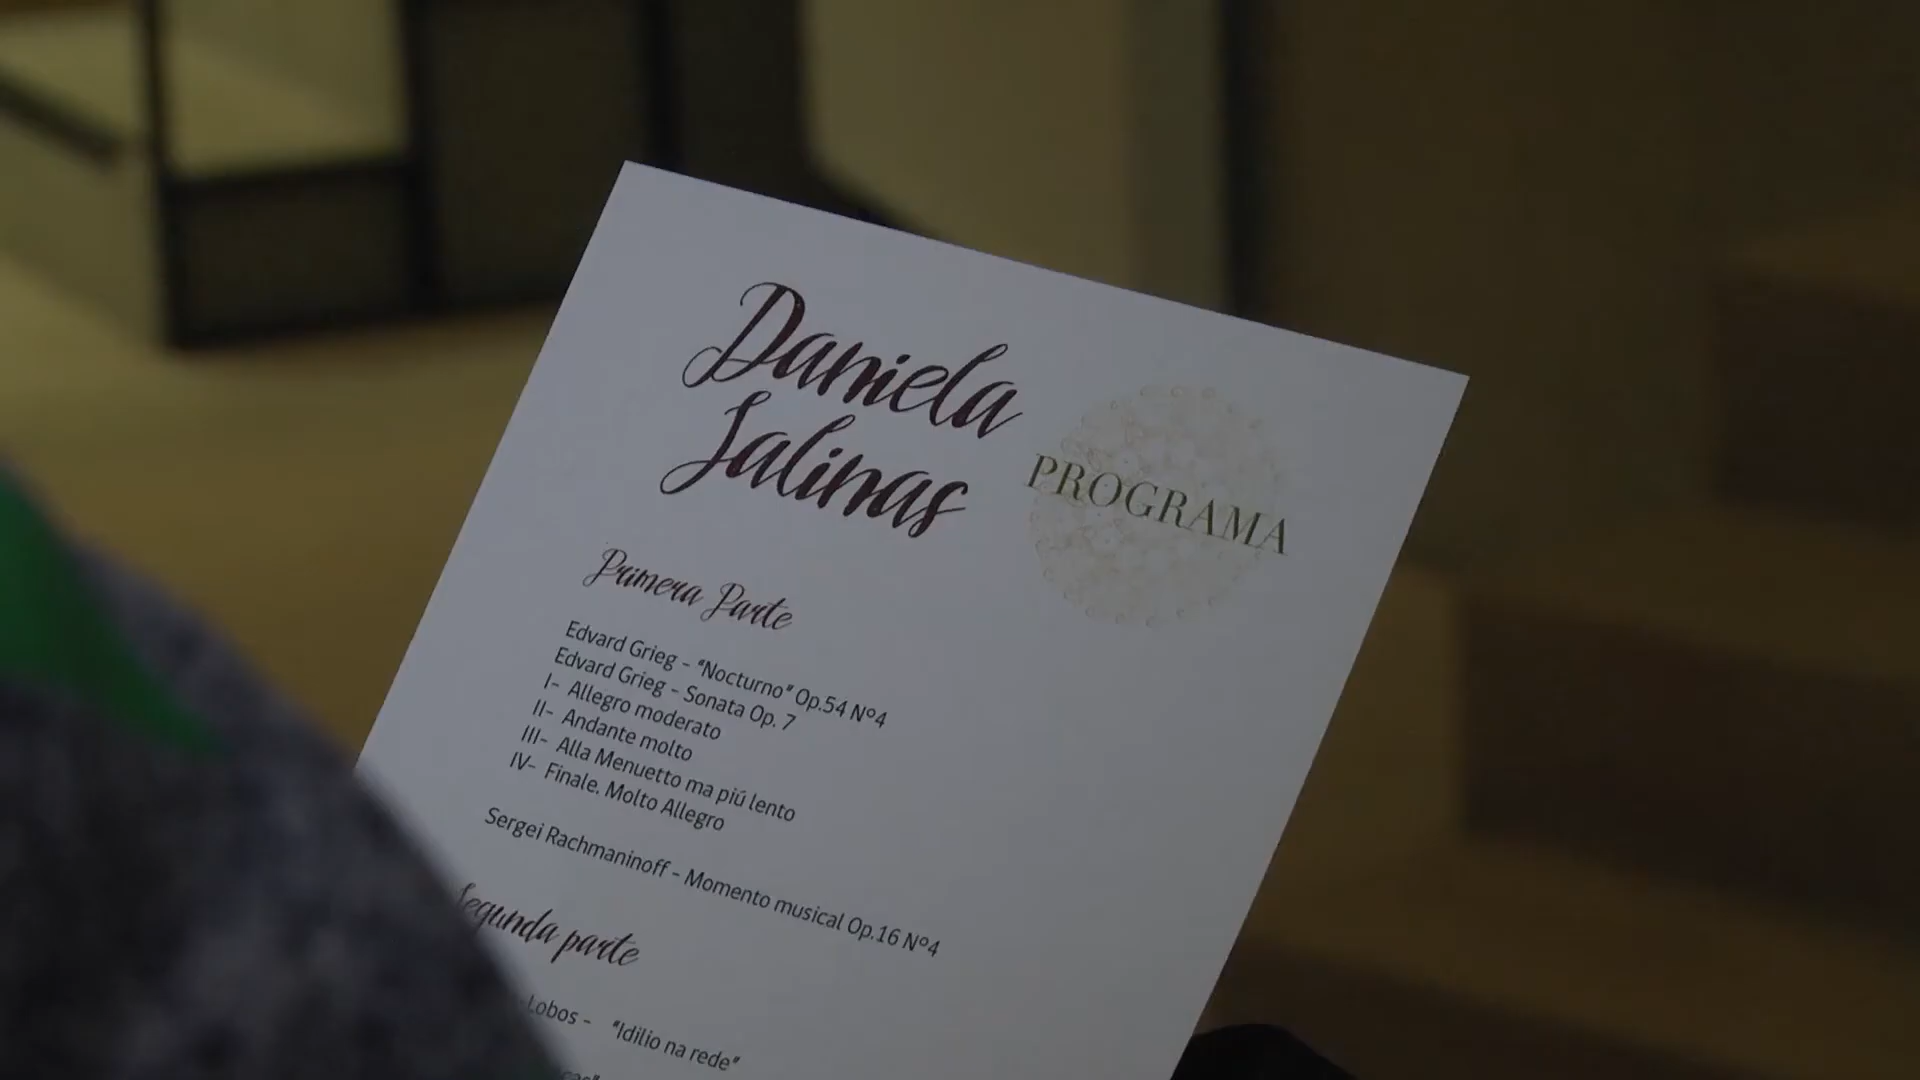 Daniela
Salinas
PROGRAMA
Primera Parte
Edvard Grieg - "Nocturno" Op.54 Nº4
Edvard Grieg - Sonata Op. 7
I- Allegro moderato
II- Andante molto
III- Alla Menuetto ma piú lento
IV- Finale. Molto Allegro
Sergei Rachmaninoff - Momento musical Op.16 Nº4
Segunda parte
-Lobos - "Idilio na rede"